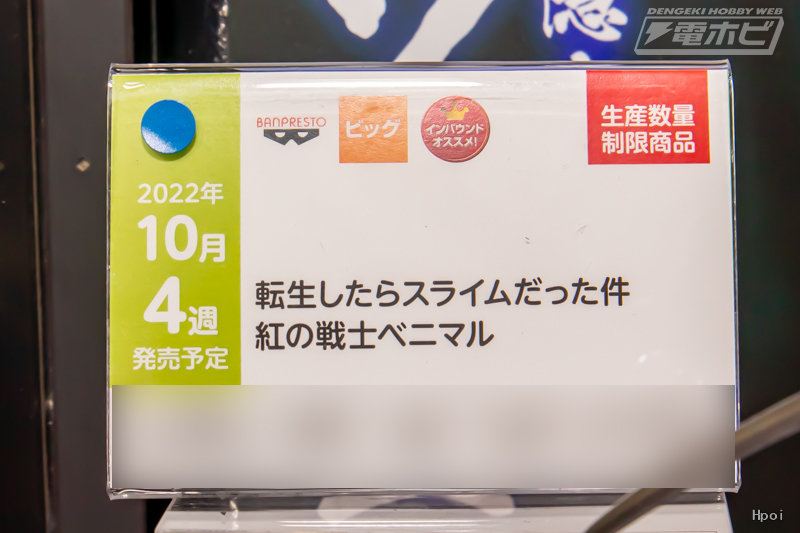 DENGEKI HOBBY WEB
電ホビ
BANPRESTO
ビッグ
インバウンド
オススメ!
生産数量
制限商品
2022年
10月
4週
発売予定
転生したらスライムだった件
紅の戦士ベニマル
Hpoi